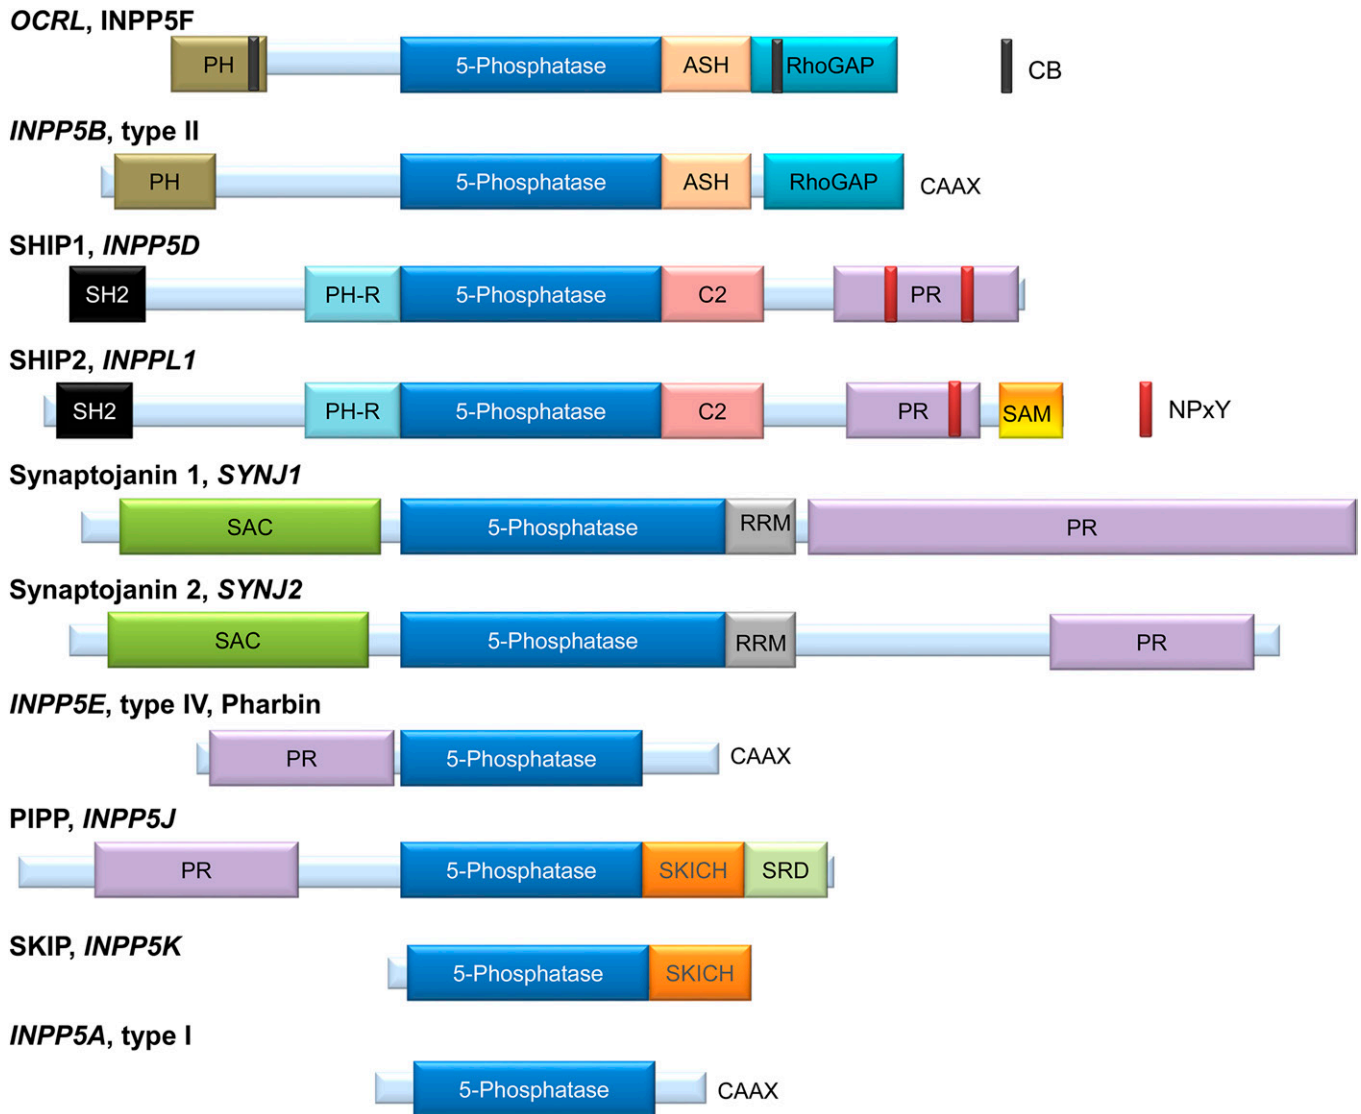 OCRL, INPP5F
PH 5-Phosphatase ASH RhoGAP CB
INPP5B, type II
PH 5-Phosphatase ASH RhoGAP CAAX
SHIP1, INPP5D
SH2 PH-R 5-Phosphatase C2 PR
SHIP2, INPPL1
SH2 PH-R 5-Phosphatase C2 PR SAM NPxY
Synaptojanin 1, SYNJ1
SAC 5-Phosphatase RRM PR
Synaptojanin 2, SYNJ2
SAC 5-Phosphatase RRM PR
INPP5E, type IV, Pharbin
PR 5-Phosphatase CAAX
PIPP, INPP5J
PR 5-Phosphatase SKICH SRD
SKIP, INPP5K
5-Phosphatase SKICH
INPP5A, type I
5-Phosphatase CAAX